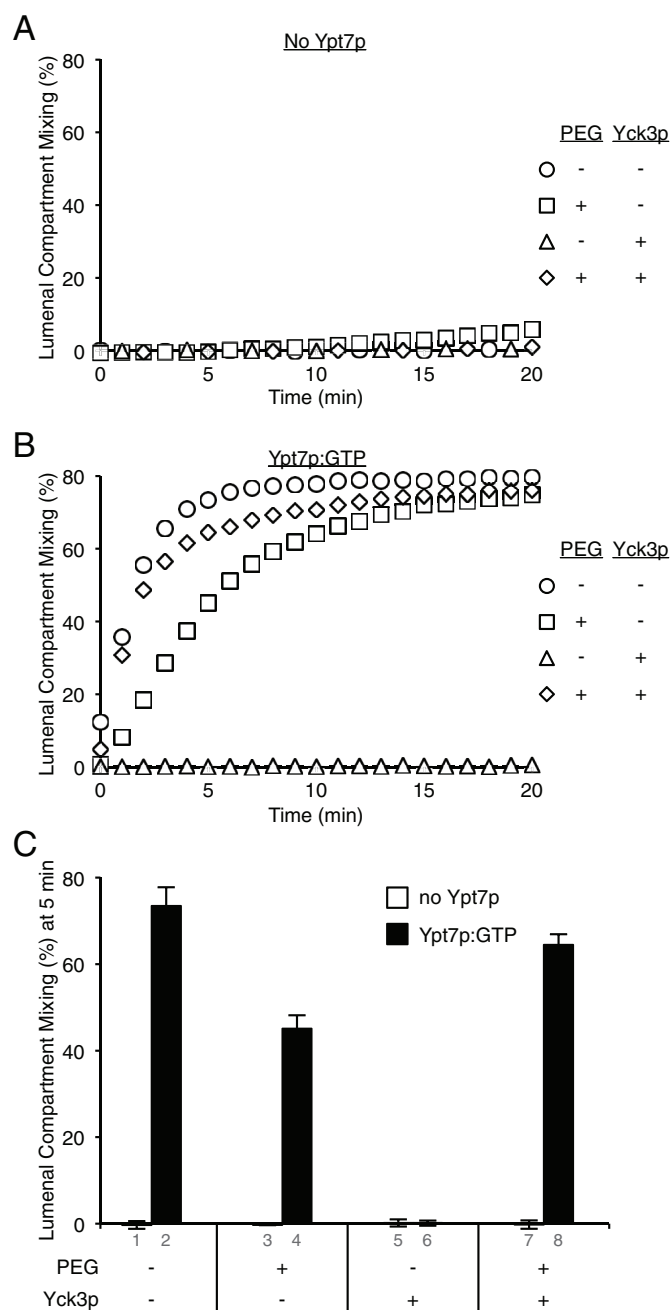 A
No Ypt7p
80
60
40
20
0
Lumenal Compartment Mixing (%)
0 5 10 15 20
Time (min)
PEG Yck3p
- -
+ -
- +
+ +
B
Ypt7p:GTP
80
60
40
20
0
Lumenal Compartment Mixing (%)
0 5 10 15 20
Time (min)
PEG Yck3p
- -
+ -
- +
+ +
C
80
60
40
20
0
Lumenal Compartment Mixing (%) at 5 min
no Ypt7p
Ypt7p:GTP
1 2 3 4 5 6 7 8
PEG - + - +
Yck3p - - + +